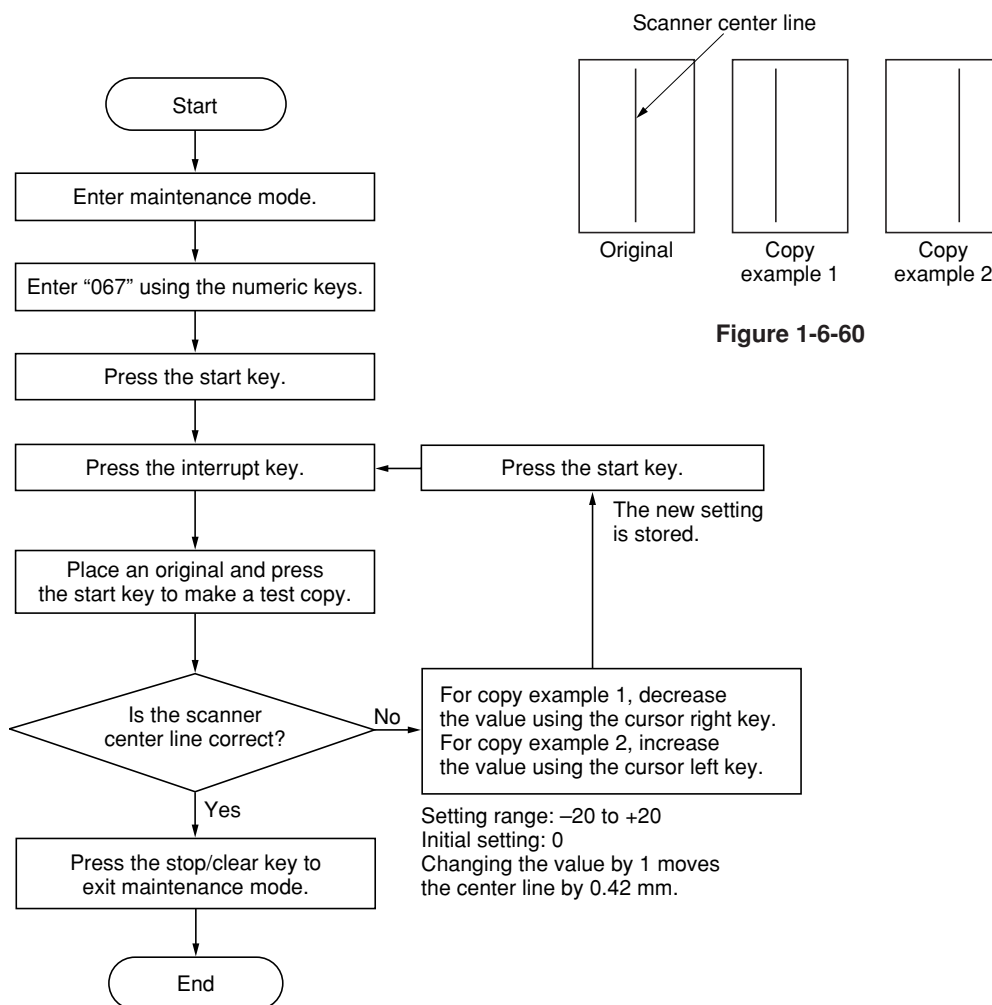 Scanner center line
Original
Copy
example 1
Copy
example 2
Figure 1-6-60
Start
Enter maintenance mode.
Enter “067” using the numeric keys.
Press the start key.
Press the interrupt key.
Place an original and press
the start key to make a test copy.
Is the scanner
center line correct?
No
For copy example 1, decrease
the value using the cursor right key.
For copy example 2, increase
the value using the cursor left key.
Setting range: –20 to +20
Initial setting: 0
Changing the value by 1 moves
the center line by 0.42 mm.
Press the start key.
The new setting
is stored.
Yes
Press the stop/clear key to
exit maintenance mode.
End